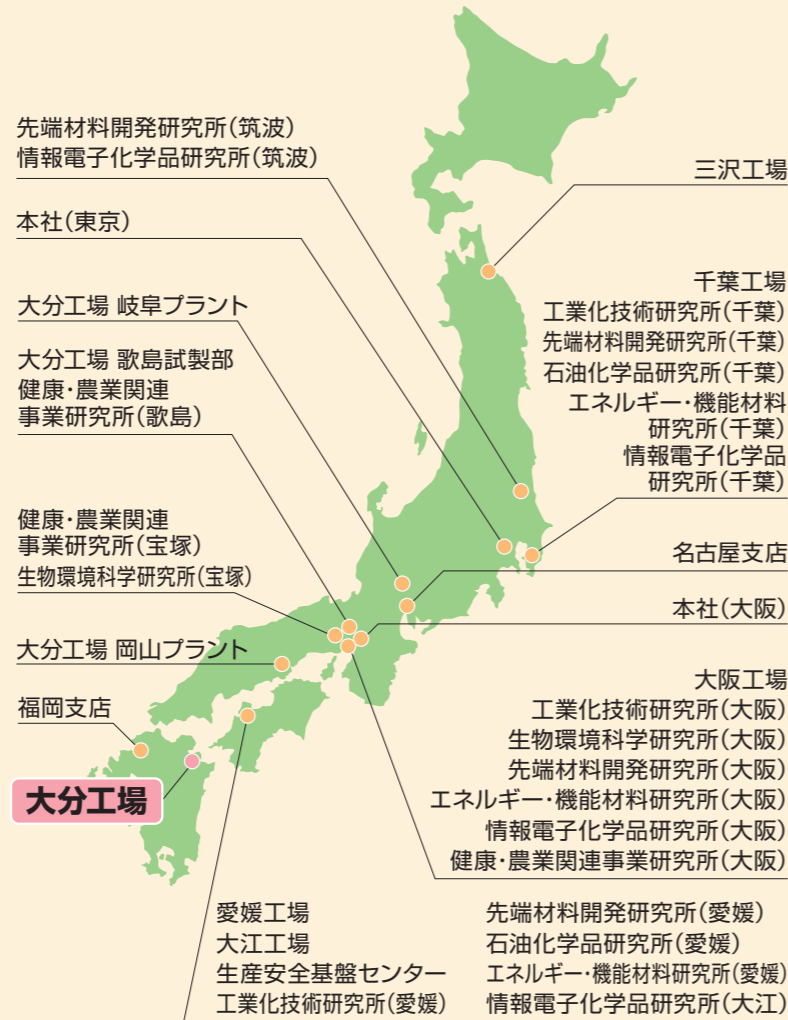 先端材料開発研究所(筑波)
情報電子化学品研究所(筑波)
本社(東京)
大分工場 岐阜プラント
大分工場 歌島試製部
健康・農業関連
事業研究所(歌島)
健康・農業関連
事業研究所(宝塚)
生物環境科学研究所(宝塚)
大分工場 岡山プラント
福岡支店
大分工場
三沢工場
千葉工場
工業化技術研究所(千葉)
先端材料開発研究所(千葉)
石油化学品研究所(千葉)
エネルギー・機能材料
研究所(千葉)
情報電子化学品
研究所(千葉)
名古屋支店
本社(大阪)
大阪工場
工業化技術研究所(大阪)
生物環境科学研究所(大阪)
先端材料開発研究所(大阪)
エネルギー・機能材料研究所(大阪)
情報電子化学品研究所(大阪)
健康・農業関連事業研究所(大阪)
愛媛工場
大江工場
生産安全基盤センター
工業化技術研究所(愛媛)
先端材料開発研究所(愛媛)
石油化学品研究所(愛媛)
エネルギー・機能材料研究所(愛媛)
情報電子化学品研究所(大江)